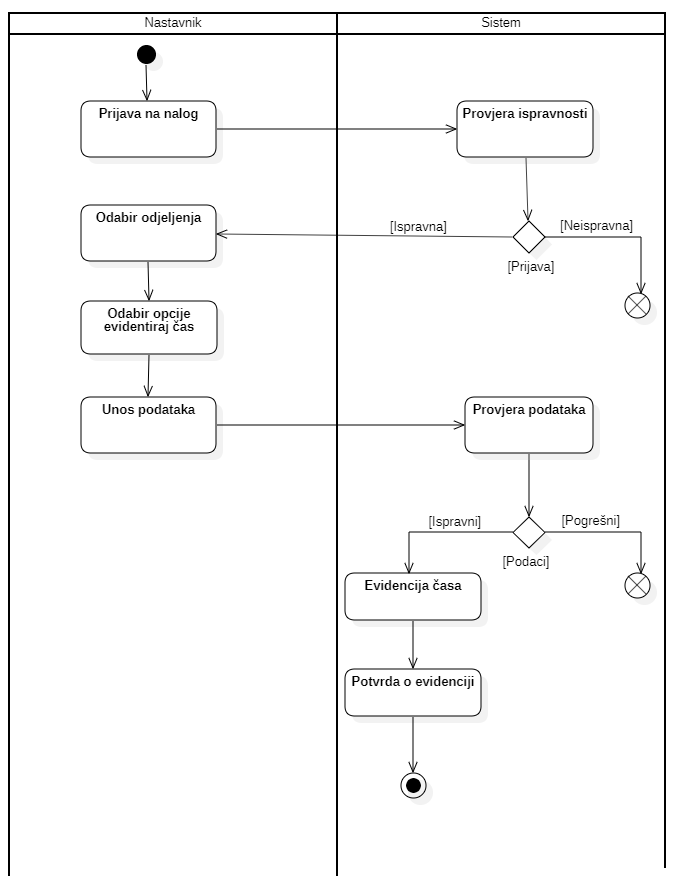 Nastavnik
Sistem
Prijava na nalog
Provjera ispravnosti
Odabir odjeljenja
[Ispravna]
[Neispravna]
[Prijava]
Odabir opcije
evidentiraj čas
Unos podataka
Provjera podataka
[Ispravni]
[Pogrešni]
[Podaci]
Evidencija časa
Potvrda o evidenciji